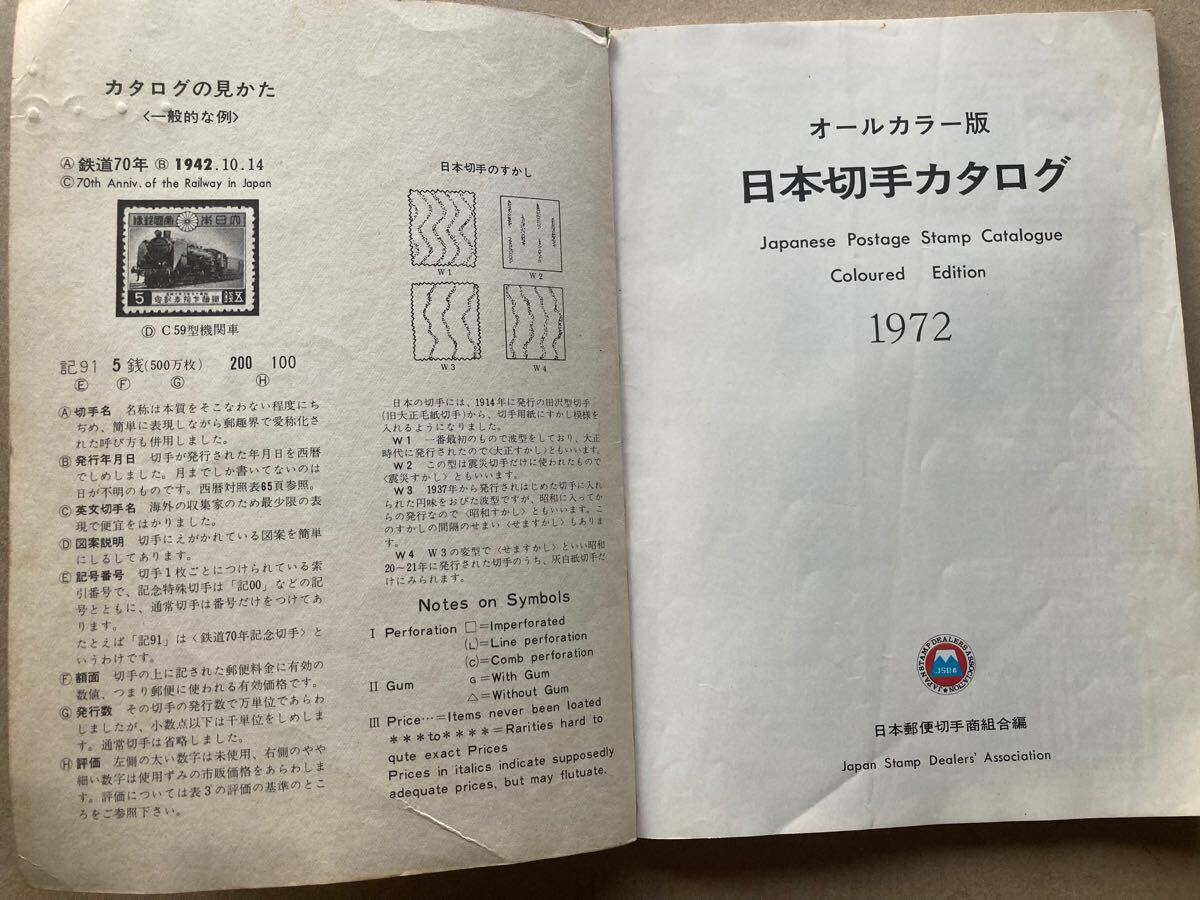 カタログの見かた
〈一般的な例〉
Ⓐ 鉄道70年 Ⓑ 1942.10.14
Ⓒ 70th Anniv. of the Railway in Japan
5
Ⓓ C59型機関車
記91 5銭(500万枚) 200 100
Ⓔ Ⓕ Ⓖ Ⓗ
Ⓐ 切手名 名称は本質をそこなわない程度にち
ぢめ、簡単に表現しながら郵趣界で愛称化さ
れた呼び方も併用しました。
Ⓑ 発行年月日 切手が発行された年月日を西暦
でしめしました。月までしか書いてないのは
日が不明のものです。西暦対照表65頁参照。
Ⓒ 英文切手名 海外の収集家のため最少限の表
現で便宜をはかりました。
Ⓓ 図案説明 切手にえがかれている図案を簡単
にしるしてあります。
Ⓔ 記号番号 切手1枚ごとにつけられている索
引番号で、記念特殊切手は「記00」などの記
号とともに、通常切手は番号だけをつけてあ
ります。
たとえば「記91」は〈鉄道70年記念切手〉と
いうわけです。
Ⓕ 額面 切手の上に記された郵便料金に有効の
数値、つまり郵便に使われる有効価格です。
Ⓖ 発行数 その切手の発行数で万単位であらわ
しましたが、小数点以下は千単位をしめしま
す。通常切手は省略しました。
Ⓗ 評価 左側の太い数字は未使用、右側のやや
細い数字は使用ずみの市販価格をあらわしま
す。評価については表3の評価の基準のとこ
ろをご参照下さい。
日本切手のすかし
W1 W2
W3 W4
日本の切手には、1914年に発行の田沢型切手
(旧大正毛紙切手)から、切手用紙にすかし模様を
入れるようになりました。
W1 一番最初のもので波型をしており、大正
時代に発行されたので〈大正すかし〉ともいいます。
W2 この型は震災切手だけに使われたもので
〈震災すかし〉ともいいます。
W3 1937年から発行されはじめた切手に入れ
られた円味をおびた波型ですが、昭和に入ってか
らの発行なので〈昭和すかし〉ともいいます。こ
のすかしの間隔のせまい〈せますかし〉もありま
す。
W4 W3の変型で〈せますかし〉といい昭和
20〜21年に発行された切手のうち、灰白紙切手だ
けにみられます。
Notes on Symbols
I Perforation □=Imperforated
(L)=Line perforation
(C)=Comb perforation
II Gum G=With Gum
△=Without Gum
III Price…=Items never been loated
***to****=Rarities hard to
qute exact Prices
Prices in italics indicate supposedly
adequate prices, but may flutuate.
オールカラー版
日本切手カタログ
Japanese Postage Stamp Catalogue
Coloured Edition
1972
JAPAN STAMP DEALERS ASSOCIATION
JSDA
日本郵便切手商組合編
Japan Stamp Dealers' Association